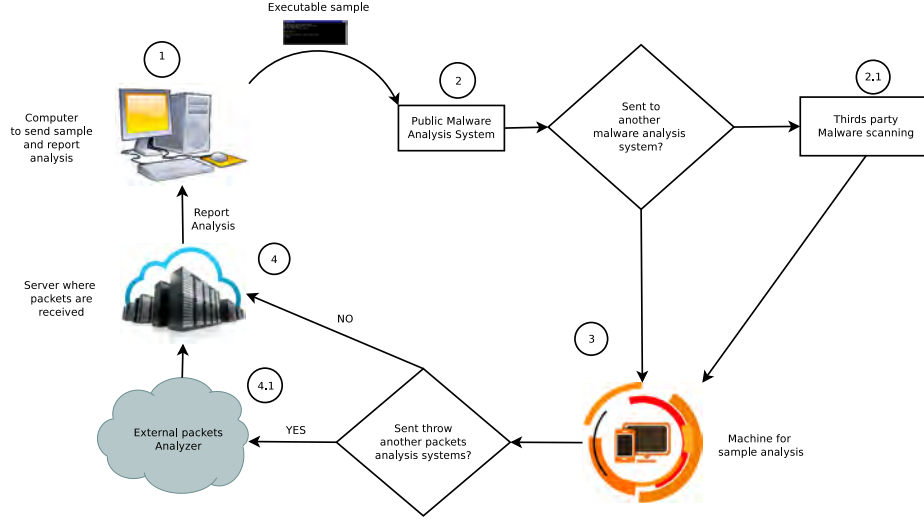 Executable sample
1
2
2.1
Computer
to send sample
and report
analysis
Public Malware
Analysis System
Sent to
another
malware analysis
system?
Thirds party
Malware scanning
Report
Analysis
4
Server where
packets are
received
NO
3
4.1
YES
External packets
Analyzer
Sent throw
another packets
analysis systems?
Machine for
sample analysis